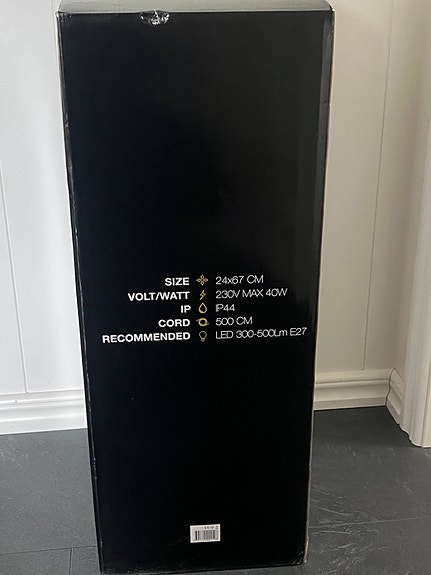 SIZE 24x67 CM
VOLT/WATT 230V MAX 40W
IP IP44
CORD 500 CM
RECOMMENDED LED 300-500Lm E27